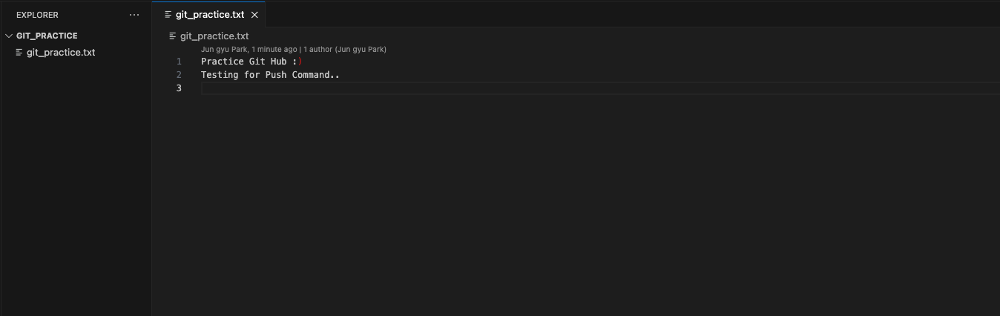 EXPLORER
GIT_PRACTICE
git_practice.txt
git_practice.txt
git_practice.txt
Jun gyu Park, 1 minute ago | 1 author (Jun gyu Park)
1 Practice Git Hub :)
2 Testing for Push Command..
3